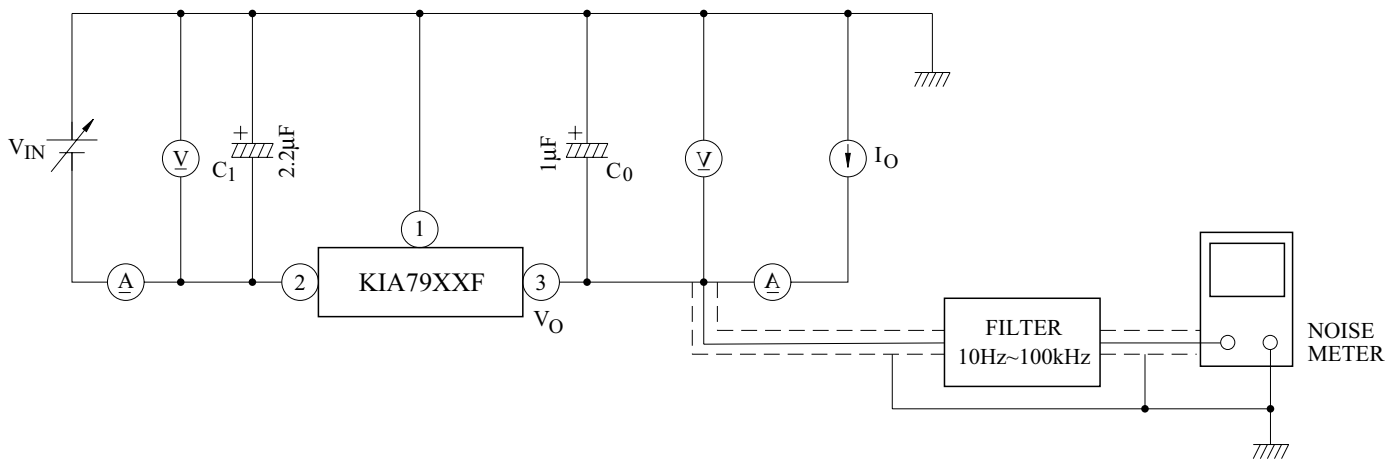 V_IN
V
C_1
+
2.2μF
1
2
KIA79XXF
3
V_O
+
1μF
C_0
V
I_O
A
A
FILTER
10Hz~100kHz
NOISE
METER